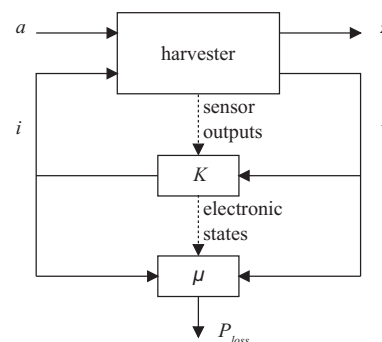 a
harvester
sensor
outputs
i
K
electronic
states
μ
P_loss